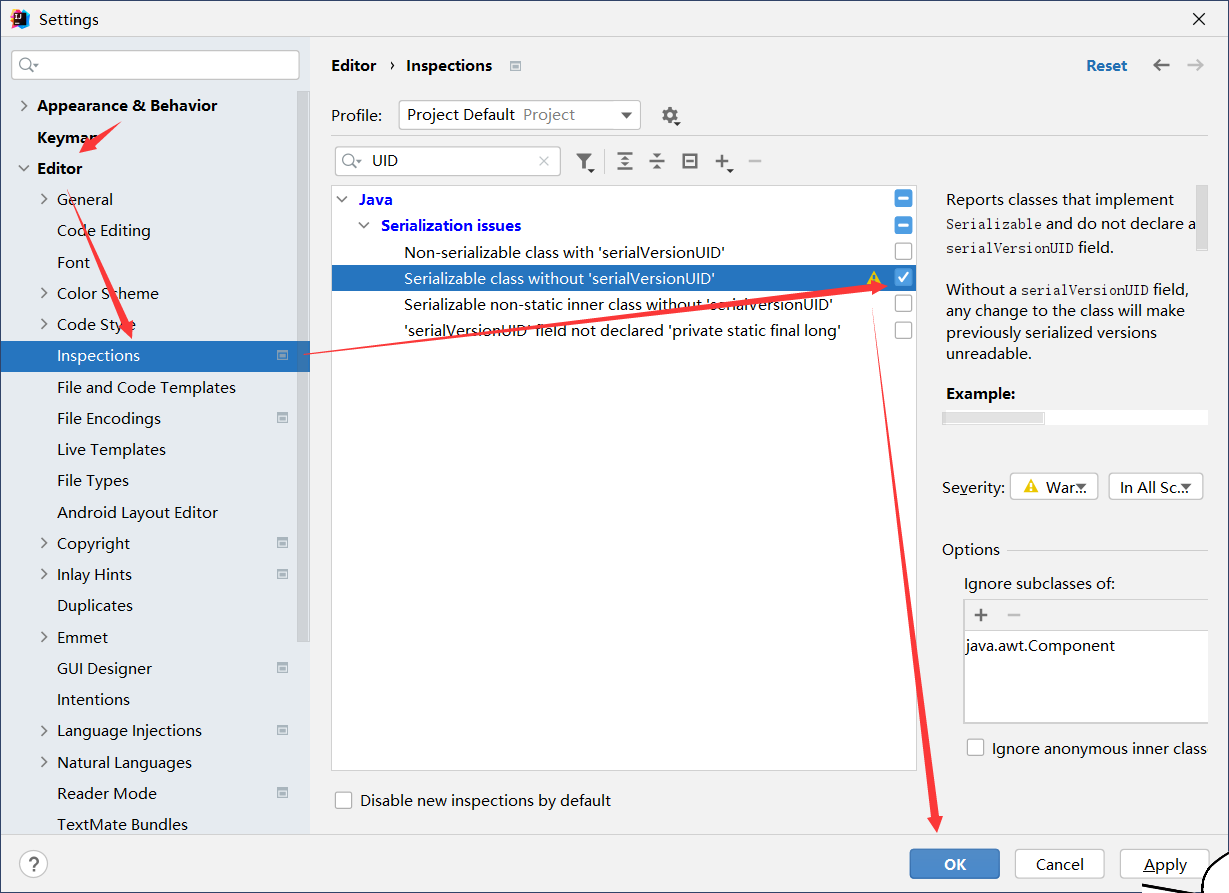 Settings
Appearance & Behavior
Keymap
Editor
General
Code Editing
Font
Color Scheme
Code Style
Inspections
File and Code Templates
File Encodings
Live Templates
File Types
Android Layout Editor
Copyright
Inlay Hints
Duplicates
Emmet
GUI Designer
Intentions
Language Injections
Natural Languages
Reader Mode
TextMate Bundles
Editor › Inspections
Reset
Profile: Project Default Project
UID
Java
Serialization issues
Non-serializable class with 'serialVersionUID'
Serializable class without 'serialVersionUID'
Serializable non-static inner class without 'serialVersionUID'
'serialVersionUID' field not declared 'private static final long'
Disable new inspections by default
Reports classes that implement
Serializable and do not declare a
serialVersionUID field.
Without a serialVersionUID field,
any change to the class will make
previously serialized versions
unreadable.
Example:
Severity: War... In All Sc...
Options
Ignore subclasses of:
java.awt.Component
Ignore anonymous inner classe
? OK Cancel Apply